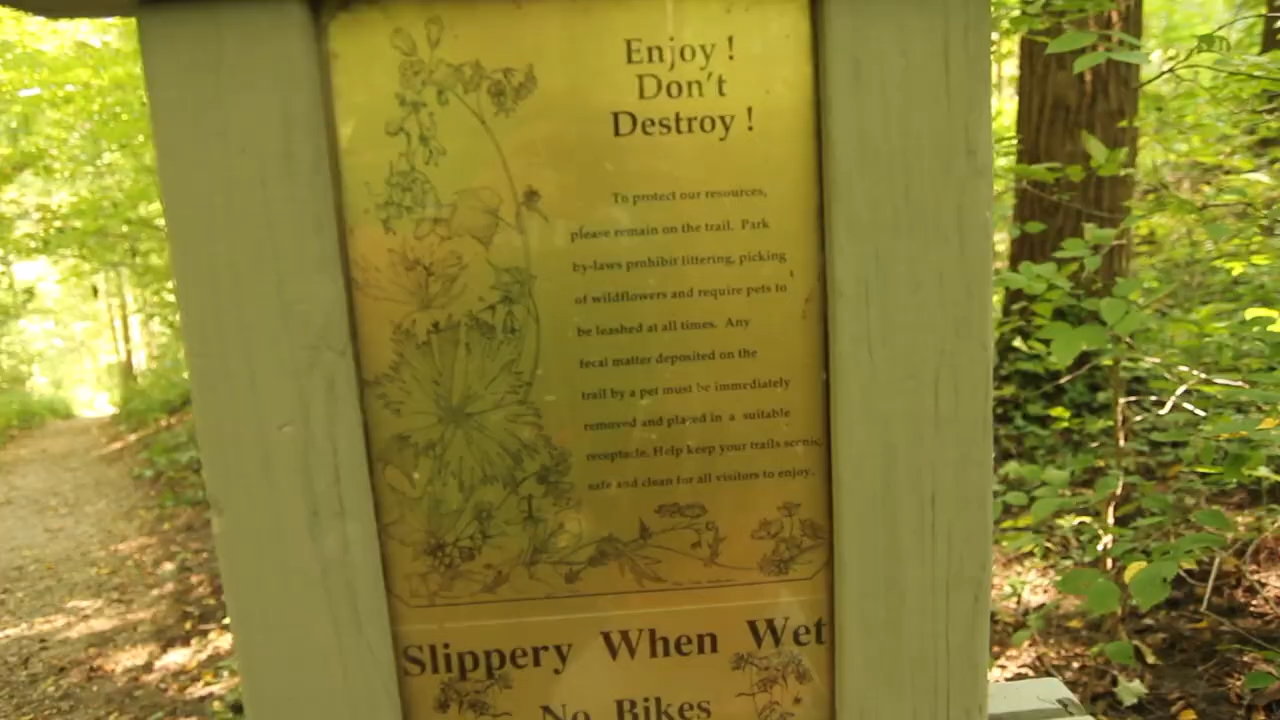 Enjoy !
Don't
Destroy !
To protect our resources,
please remain on the trail. Park
by-laws prohibit littering, picking
of wildflowers and require pets to
be leashed at all times. Any
fecal matter deposited on the
trail by a pet must be immediately
removed and placed in a suitable
receptacle. Help keep your trails scenic,
safe and clean for all visitors to enjoy.
Slippery When Wet
No Bikes